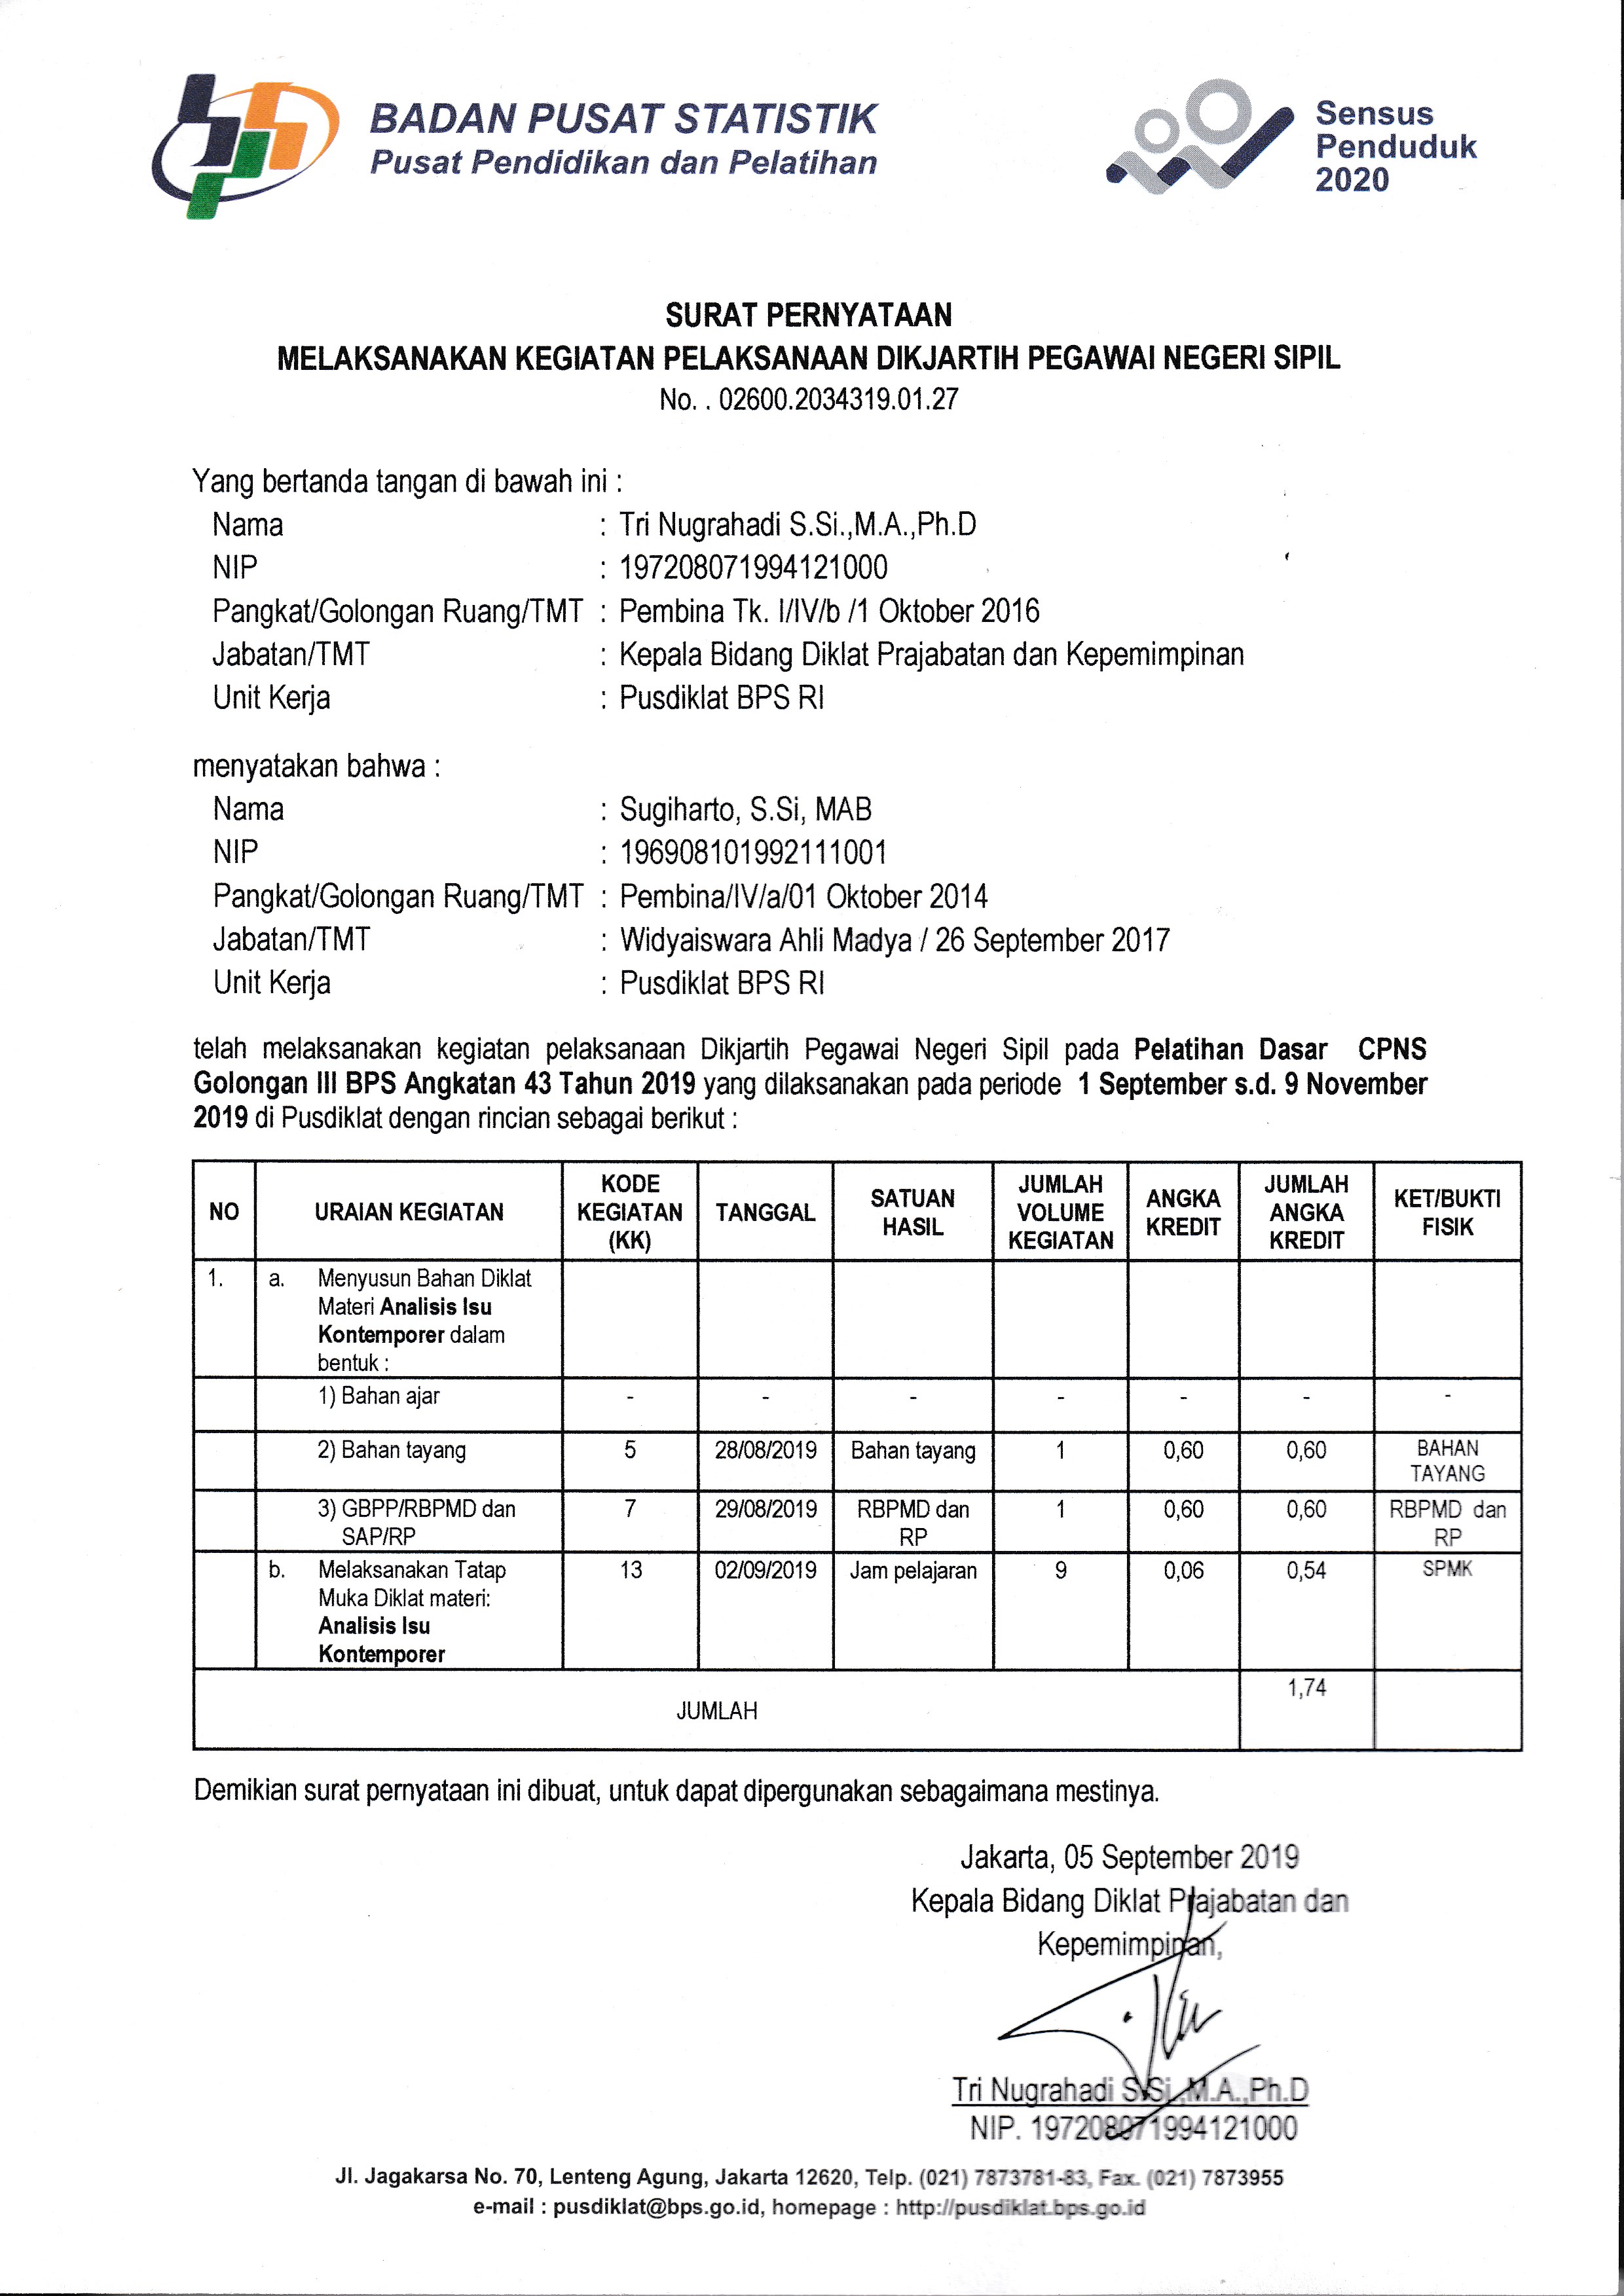 BADAN PUSAT STATISTIK
Pusat Pendidikan dan Pelatihan
Sensus
Penduduk
2020
SURAT PERNYATAAN
MELAKSANAKAN KEGIATAN PELAKSANAAN DIKJARTIH PEGAWAI NEGERI SIPIL
No. . 02600.2034319.01.27
Yang bertanda tangan di bawah ini :
Nama : Tri Nugrahadi S.Si.,M.A.,Ph.D
NIP : 197208071994121000
Pangkat/Golongan Ruang/TMT : Pembina Tk. I/IV/b /1 Oktober 2016
Jabatan/TMT : Kepala Bidang Diklat Prajabatan dan Kepemimpinan
Unit Kerja : Pusdiklat BPS RI
menyatakan bahwa :
Nama : Sugiharto, S.Si, MAB
NIP : 196908101992111001
Pangkat/Golongan Ruang/TMT : Pembina/IV/a/01 Oktober 2014
Jabatan/TMT : Widyaiswara Ahli Madya / 26 September 2017
Unit Kerja : Pusdiklat BPS RI
telah melaksanakan kegiatan pelaksanaan Dikjartih Pegawai Negeri Sipil pada Pelatihan Dasar CPNS
Golongan III BPS Angkatan 43 Tahun 2019 yang dilaksanakan pada periode 1 September s.d. 9 November
2019 di Pusdiklat dengan rincian sebagai berikut :
NO URAIAN KEGIATAN KODE KEGIATAN (KK) TANGGAL SATUAN HASIL JUMLAH VOLUME KEGIATAN ANGKA KREDIT JUMLAH ANGKA KREDIT KET/BUKTI FISIK
1. a. Menyusun Bahan Diklat
Materi Analisis Isu
Kontemporer dalam
bentuk :
1) Bahan ajar - - - - - - -
2) Bahan tayang 5 28/08/2019 Bahan tayang 1 0,60 0,60 BAHAN
TAYANG
3) GBPP/RBPMD dan 7 29/08/2019 RBPMD dan 1 0,60 0,60 RBPMD dan
SAP/RP RP RP
b. Melaksanakan Tatap 13 02/09/2019 Jam pelajaran 9 0,06 0,54 SPMK
Muka Diklat materi:
Analisis Isu
Kontemporer
JUMLAH 1,74
Demikian surat pernyataan ini dibuat, untuk dapat dipergunakan sebagaimana mestinya.
Jakarta, 05 September 2019
Kepala Bidang Diklat Prajabatan dan
Kepemimpinan,
Tri Nugrahadi S.Si.,M.A.,Ph.D
NIP. 197208071994121000
Jl. Jagakarsa No. 70, Lenteng Agung, Jakarta 12620, Telp. (021) 7873781-83, Fax. (021) 7873955
e-mail : pusdiklat@bps.go.id, homepage : http://pusdiklat.bps.go.id